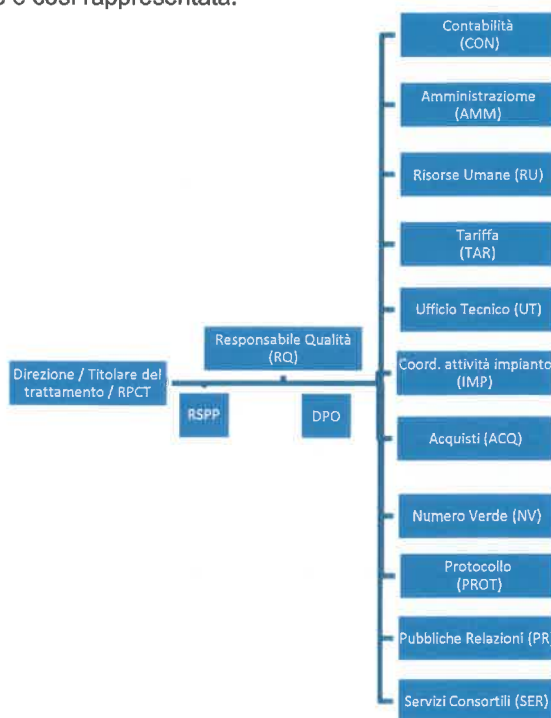 e è così rappresentata:
Contabilità
(CON)
Amministraziome
(AMM)
Risorse Umane (RU)
Tariffa
(TAR)
Ufficio Tecnico (UT)
Responsabile Qualità
(RQ)
Direzione / Titolare del
trattamento / RPCT
RSPP
DPO
Coord. attività impianto
(IMP)
Acquisti (ACQ)
Numero Verde (NV)
Protocollo
(PROT)
Pubbliche Relazioni (PR
Servizi Consortili (SER)